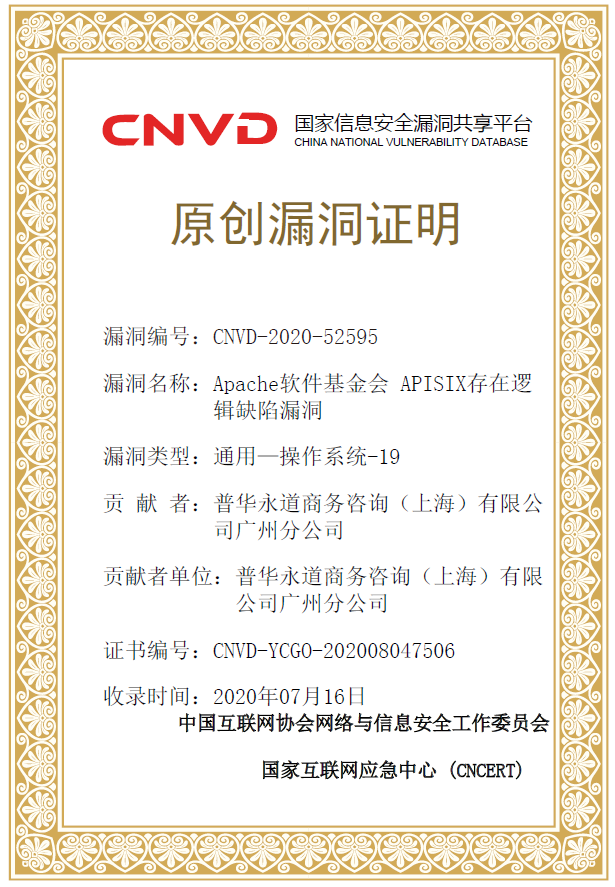 CNVD 国家信息安全漏洞共享平台
CHINA NATIONAL VULNERABILITY DATABASE
原创漏洞证明
漏洞编号：CNVD-2020-52595
漏洞名称：Apache软件基金会 APISIX存在逻
辑缺陷漏洞
漏洞类型：通用—操作系统-19
贡 献 者：普华永道商务咨询（上海）有限公
司广州分公司
贡献者单位：普华永道商务咨询（上海）有限
公司广州分公司
证书编号：CNVD-YCGO-202008047506
收录时间：2020年07月16日
中国互联网协会网络与信息安全工作委员会
国家互联网应急中心 (CNCERT)